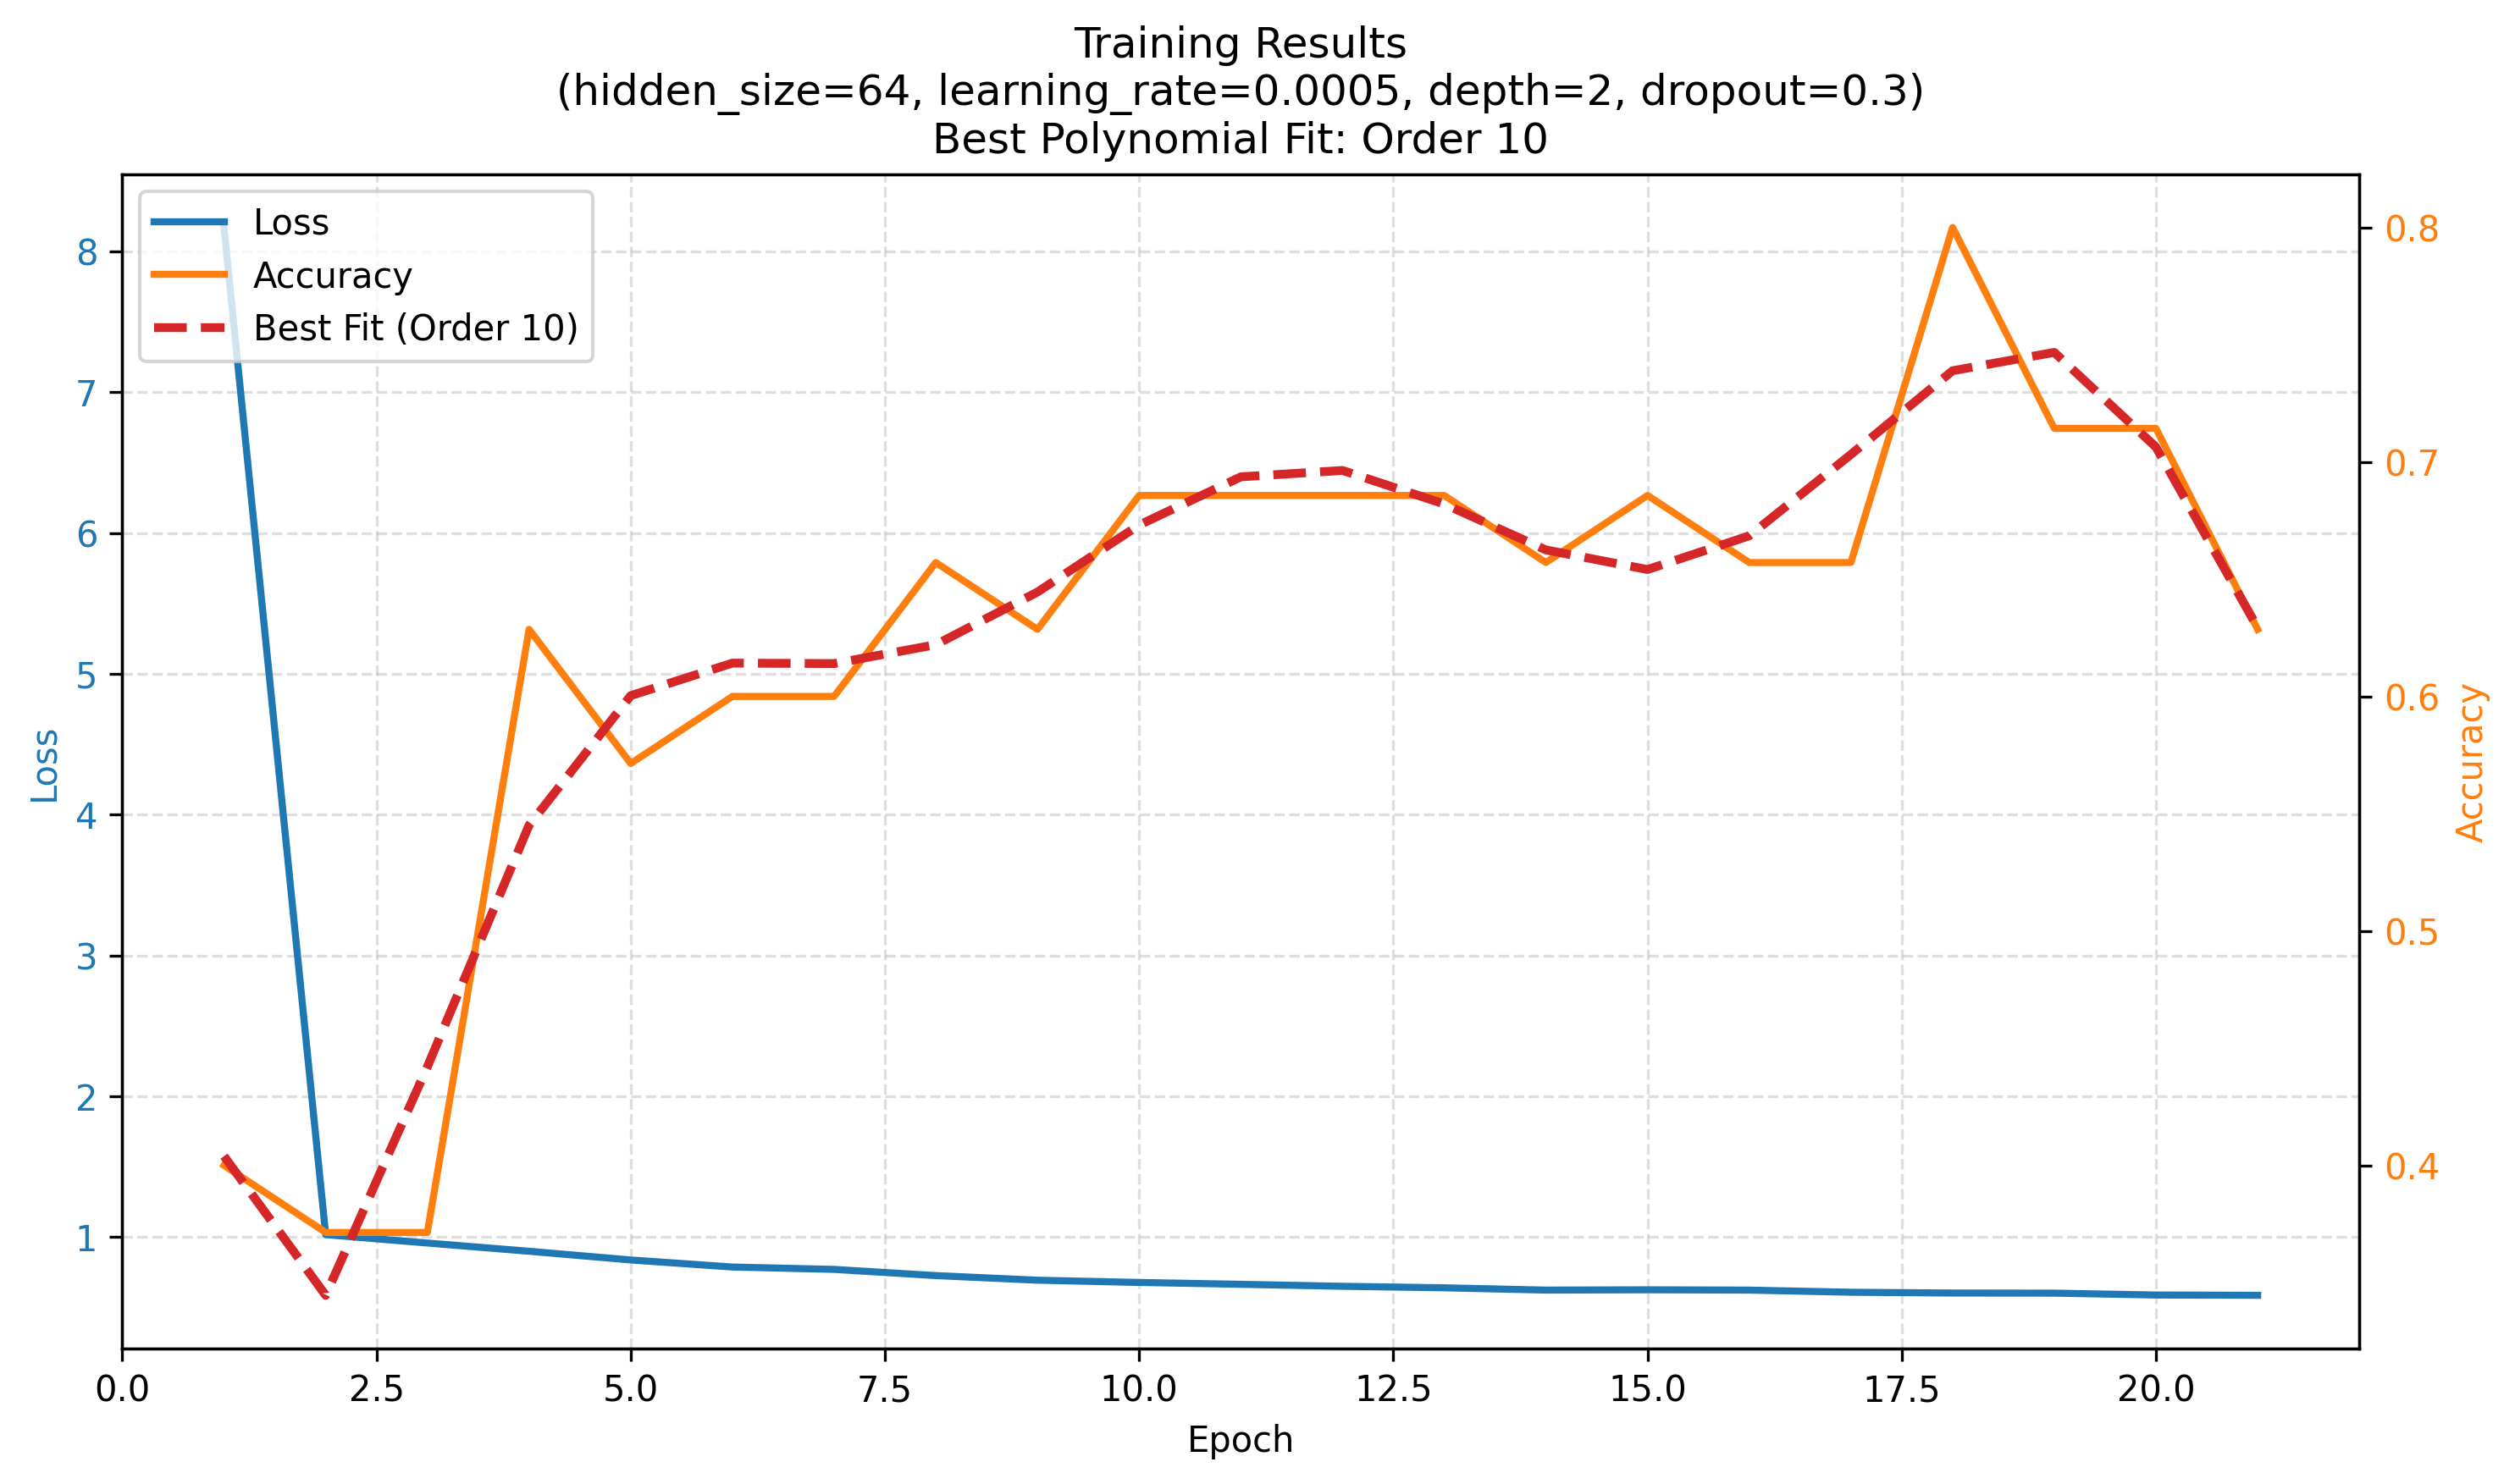 Training Results
(hidden_size=64, learning_rate=0.0005, depth=2, dropout=0.3)
Best Polynomial Fit: Order 10
Loss
Accuracy
Best Fit (Order 10)
8
7
6
5
4
3
2
1
Loss
0.8
0.7
0.6
0.5
0.4
Accuracy
0.0 2.5 5.0 7.5 10.0 12.5 15.0 17.5 20.0
Epoch